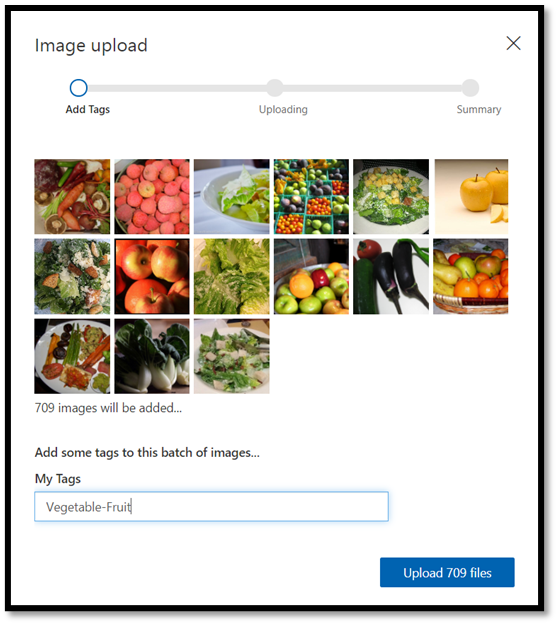 Image upload
Add Tags
Uploading
Summary
709 images will be added...
Add some tags to this batch of images...
My Tags
Vegetable-Fruit
Upload 709 files